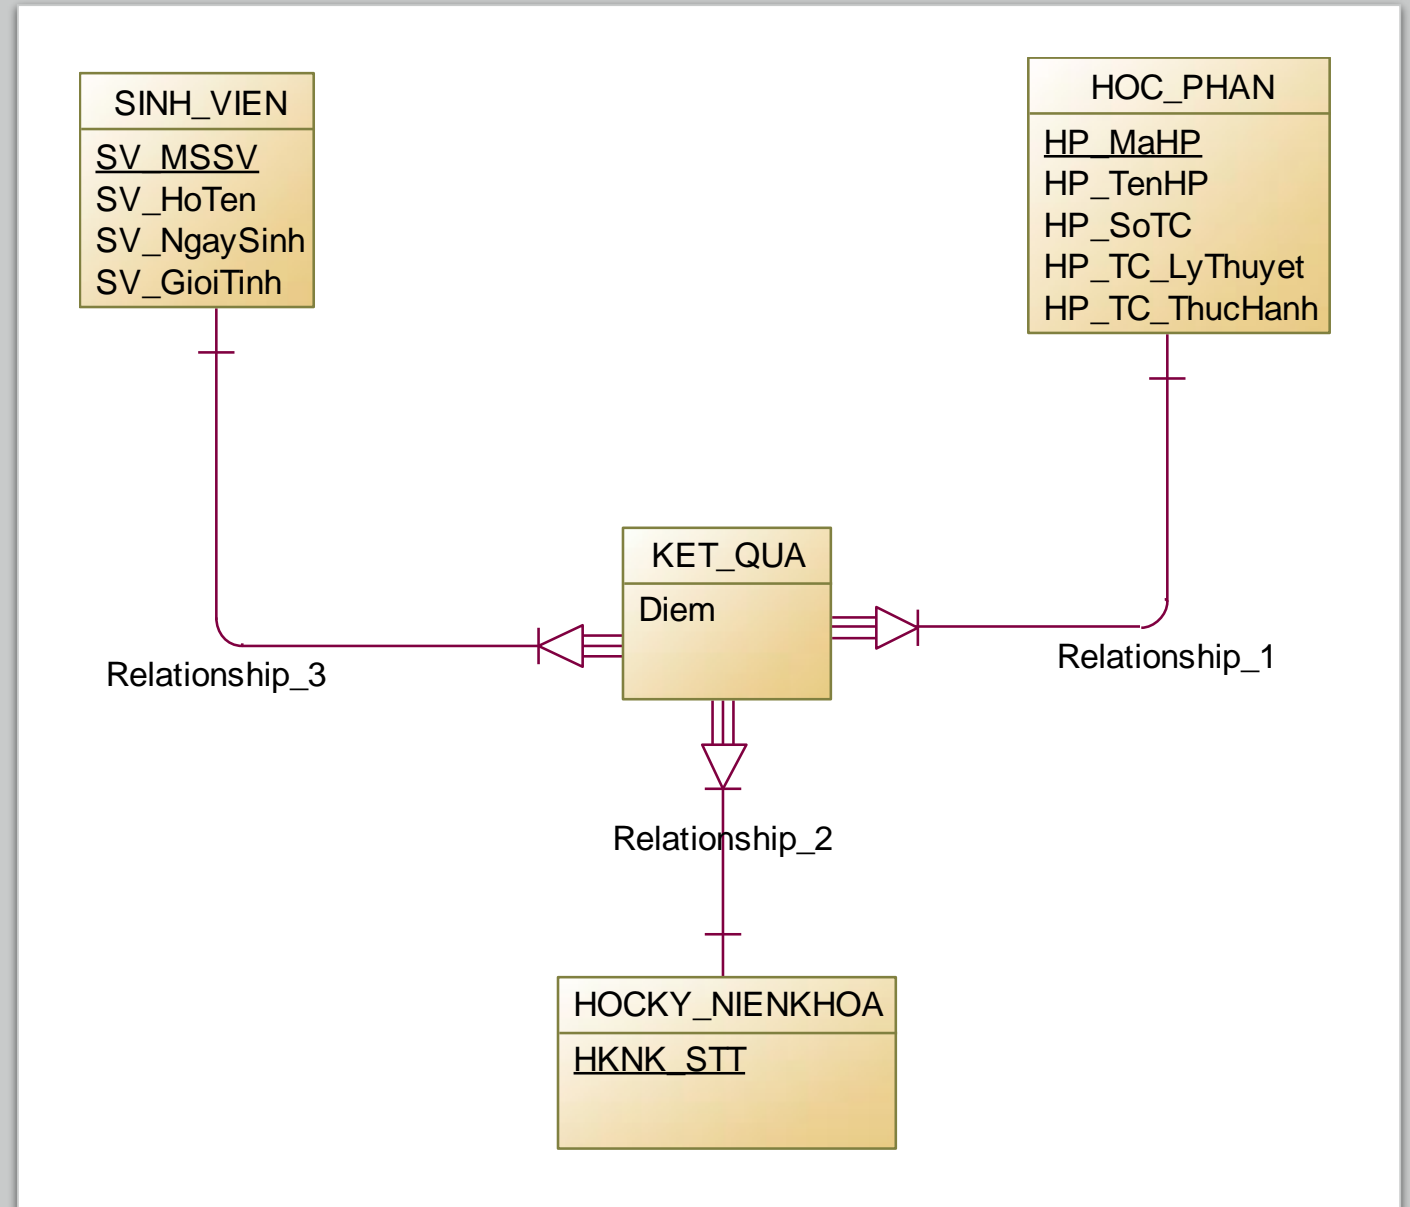 SINH_VIEN
SV_MSSV
SV_HoTen
SV_NgaySinh
SV_GioiTinh
HOC_PHAN
HP_MaHP
HP_TenHP
HP_SoTC
HP_TC_LyThuyet
HP_TC_ThucHanh
KET_QUA
Diem
Relationship_3
Relationship_1
Relationship_2
HOCKY_NIENKHOA
HKNK_STT